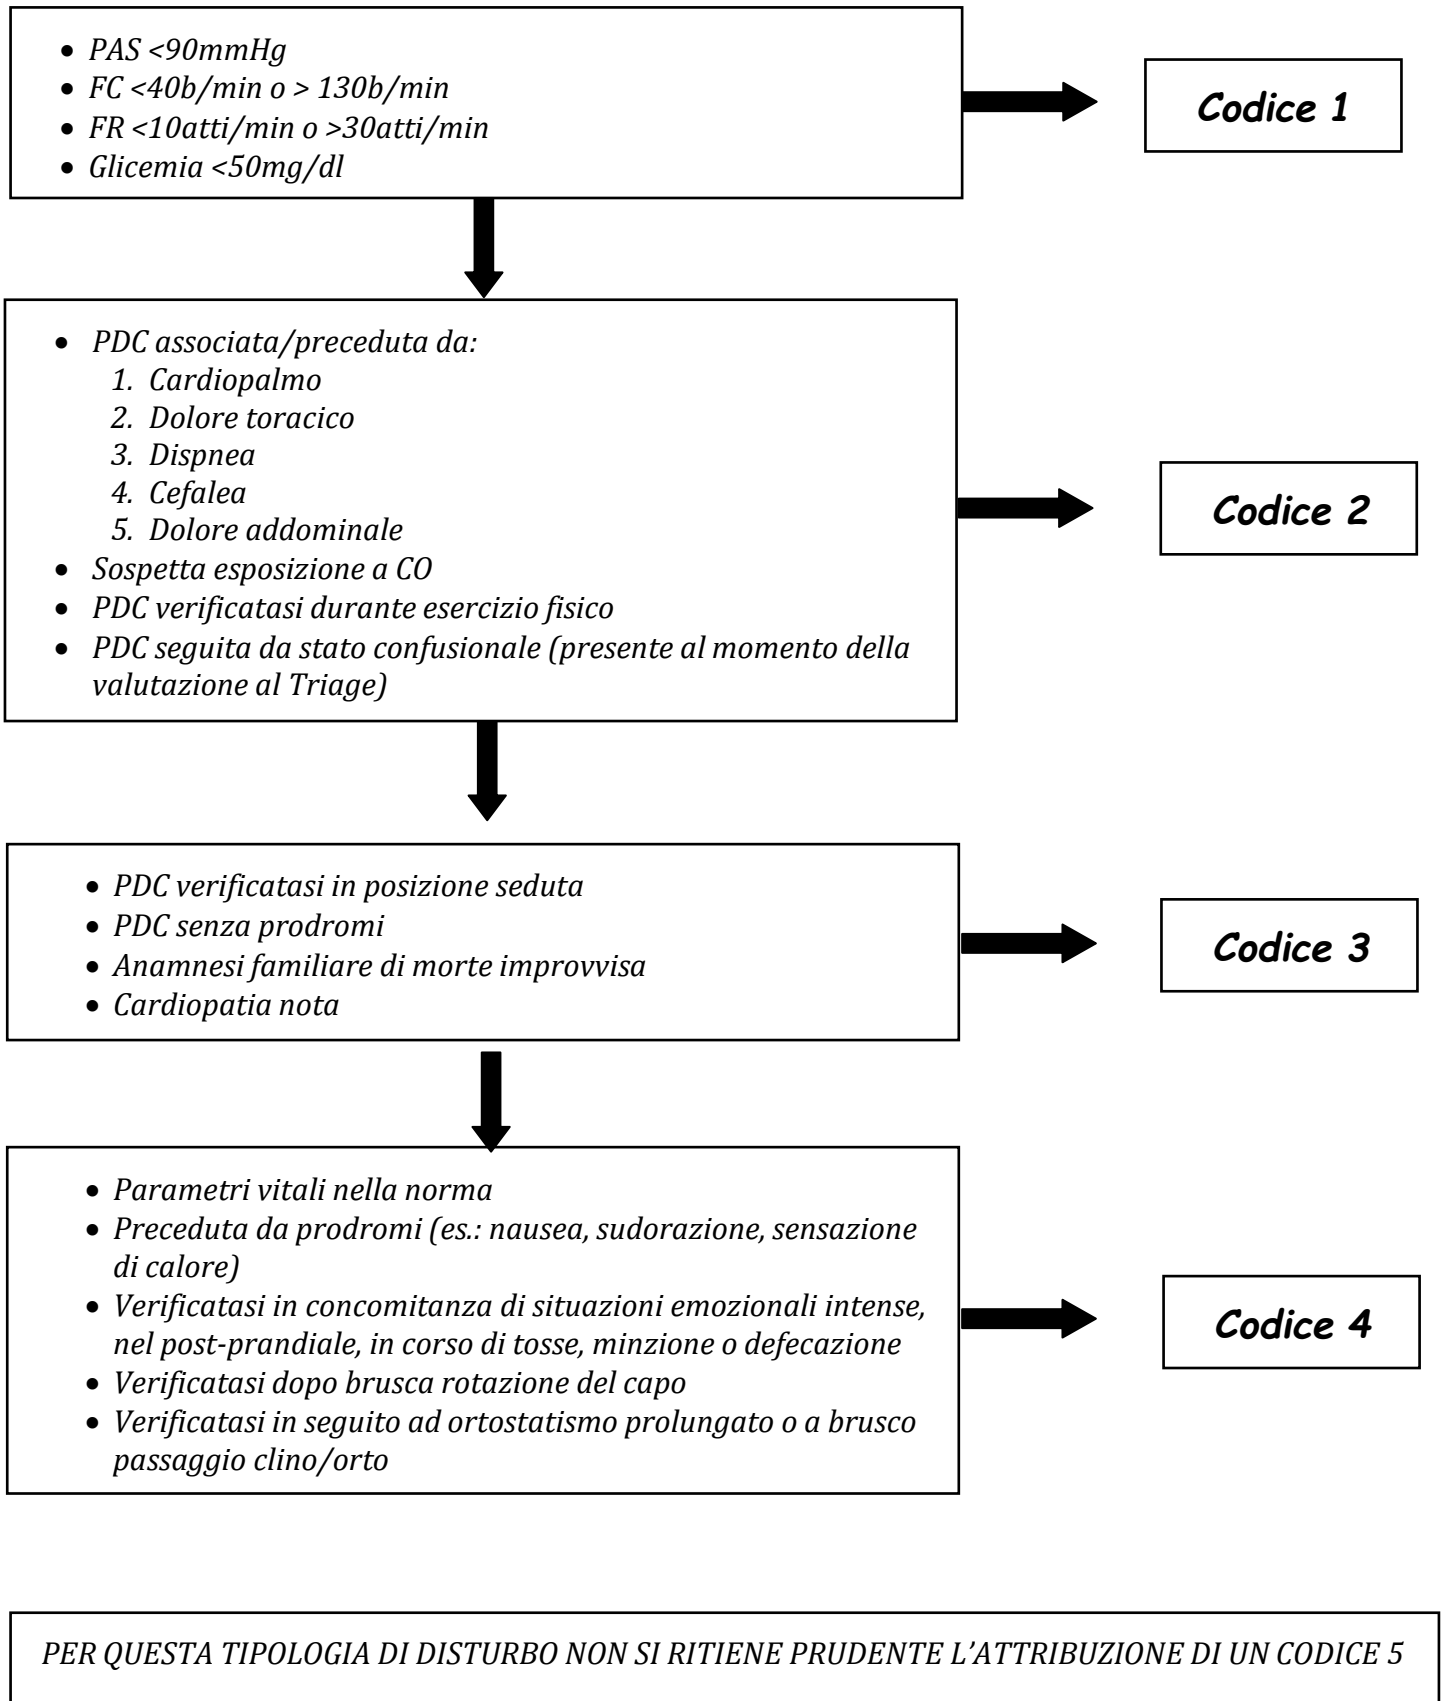 • PAS <90mmHg
• FC <40b/min o > 130b/min
• FR <10atti/min o >30atti/min
• Glicemia <50mg/dl
Codice 1
• PDC associata/preceduta da:
1. Cardiopalmo
2. Dolore toracico
3. Dispnea
4. Cefalea
5. Dolore addominale
• Sospetta esposizione a CO
• PDC verificatasi durante esercizio fisico
• PDC seguita da stato confusionale (presente al momento della
valutazione al Triage)
Codice 2
• PDC verificatasi in posizione seduta
• PDC senza prodromi
• Anamnesi familiare di morte improvvisa
• Cardiopatia nota
Codice 3
• Parametri vitali nella norma
• Preceduta da prodromi (es.: nausea, sudorazione, sensazione
di calore)
• Verificatasi in concomitanza di situazioni emozionali intense,
nel post-prandiale, in corso di tosse, minzione o defecazione
• Verificatasi dopo brusca rotazione del capo
• Verificatasi in seguito ad ortostatismo prolungato o a brusco
passaggio clino/orto
Codice 4
PER QUESTA TIPOLOGIA DI DISTURBO NON SI RITIENE PRUDENTE L'ATTRIBUZIONE DI UN CODICE 5